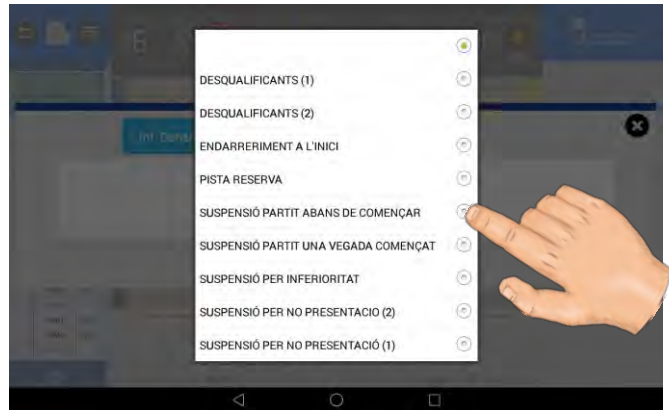 DESQUALIFICANTS (1)
DESQUALIFICANTS (2)
ENDARRERIMENT A L'INICI
PISTA RESERVA
SUSPENSIÓ PARTIT ABANS DE COMENÇAR
SUSPENSIÓ PARTIT UNA VEGADA COMENÇAT
SUSPENSIÓ PER INFERIORITAT
SUSPENSIÓ PER NO PRESENTACIO (2)
SUSPENSIÓ PER NO PRESENTACIÓ (1)